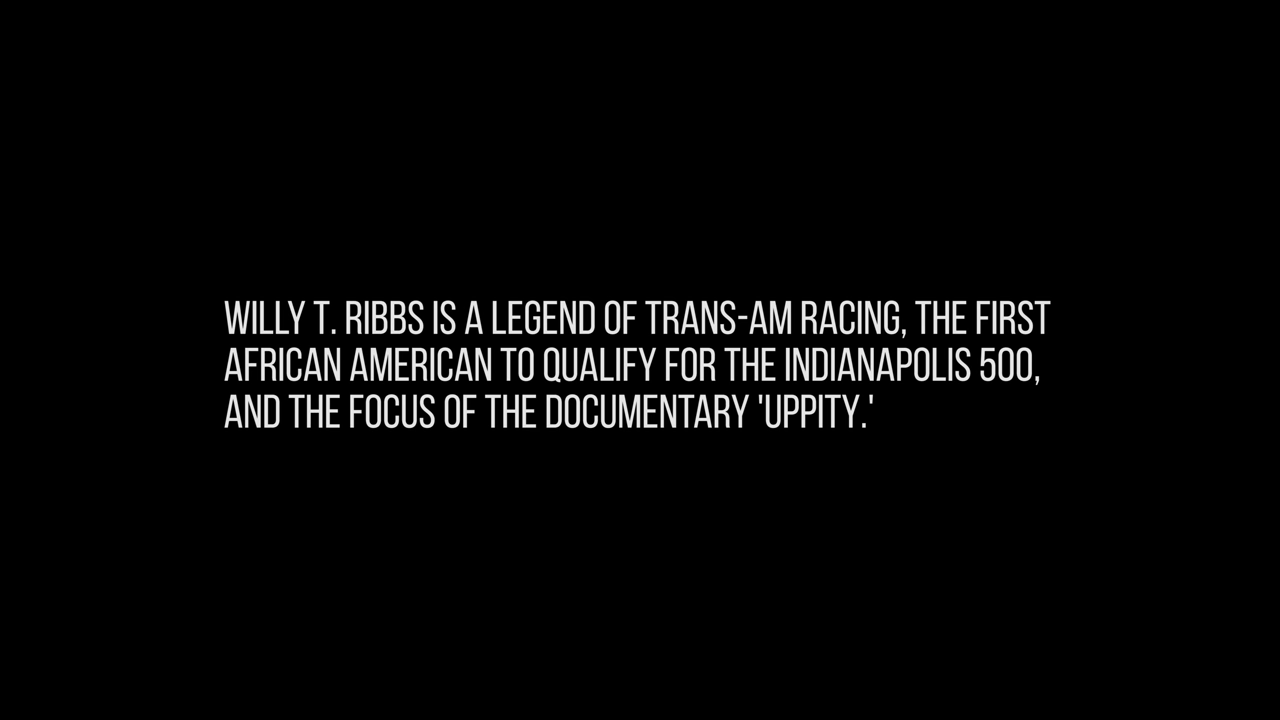 WILLY T. RIBBS IS A LEGEND OF TRANS-AM RACING, THE FIRST
AFRICAN AMERICAN TO QUALIFY FOR THE INDIANAPOLIS 500,
AND THE FOCUS OF THE DOCUMENTARY 'UPPITY.'